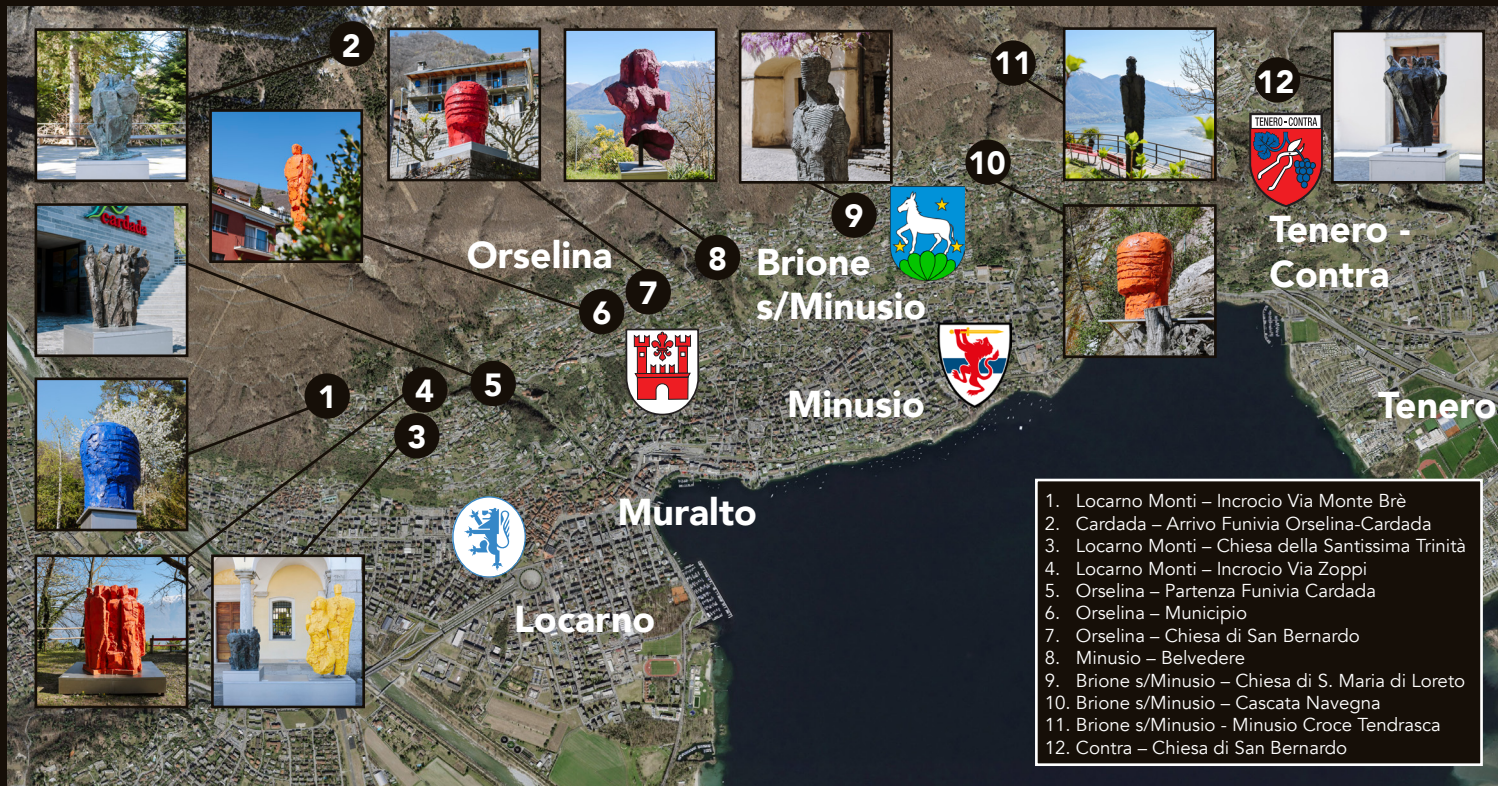 2
11
12
TENERO-CONTRA
10
9
cardada
Orselina
8
Brione
s/Minusio
Tenero -
Contra
7
6
5
4
1
3
Minusio
Tenero
Muralto
Locarno
1. Locarno Monti – Incrocio Via Monte Brè
2. Cardada – Arrivo Funivia Orselina-Cardada
3. Locarno Monti – Chiesa della Santissima Trinità
4. Locarno Monti – Incrocio Via Zoppi
5. Orselina – Partenza Funivia Cardada
6. Orselina – Municipio
7. Orselina – Chiesa di San Bernardo
8. Minusio – Belvedere
9. Brione s/Minusio – Chiesa di S. Maria di Loreto
10. Brione s/Minusio – Cascata Navegna
11. Brione s/Minusio - Minusio Croce Tendrasca
12. Contra – Chiesa di San Bernardo